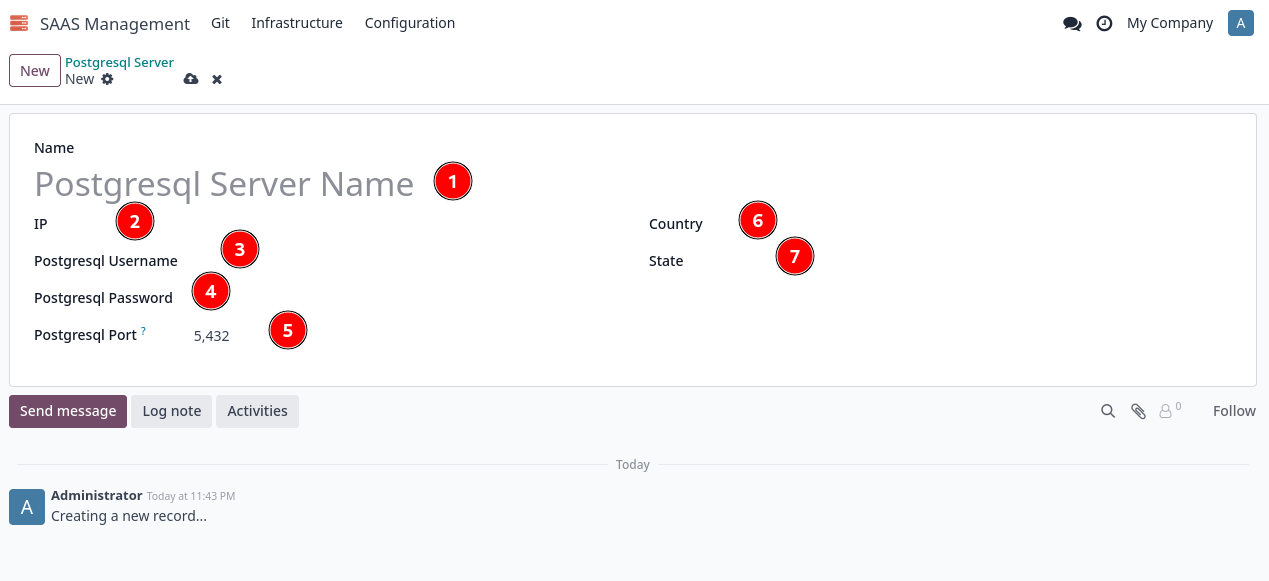 SAAS Management Git Infrastructure Configuration My Company A
New Postgresql Server
New
Name
Postgresql Server Name 1
IP 2 Country 6
Postgresql Username 3 State 7
Postgresql Password 4
Postgresql Port ? 5,432 5
Send message Log note Activities 0 Follow
Today
A Administrator Today at 11:43 PM
Creating a new record...